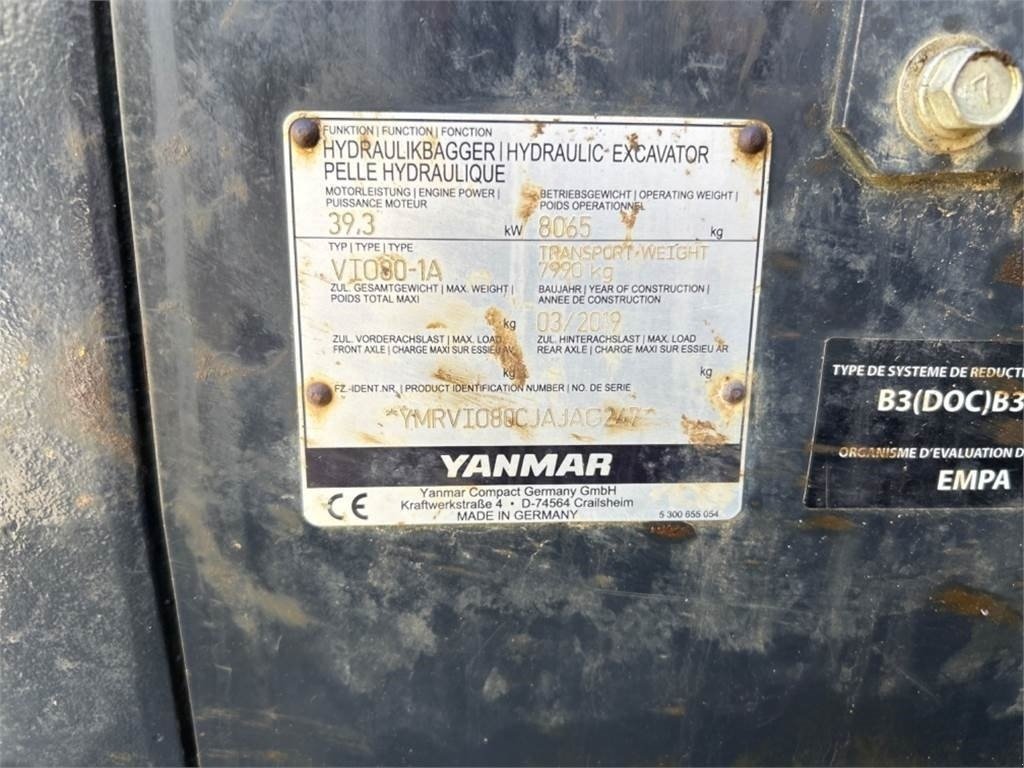 FUNKTION | FUNCTION | FONCTION
HYDRAULIKBAGGER | HYDRAULIC EXCAVATOR
PELLE HYDRAULIQUE
MOTORLEISTUNG | ENGINE POWER |
PUISSANCE MOTEUR
39,3 kW
BETRIEBSGEWICHT | OPERATING WEIGHT |
POIDS OPERATIONNEL
8065 kg
TYP | TYPE | TYPE
VIO80-1A
TRANSPORT-WEIGHT
7990 kg
ZUL. GESAMTGEWICHT | MAX. WEIGHT |
POIDS TOTAL MAXI
kg
BAUJAHR | YEAR OF CONSTRUCTION |
ANNEE DE CONSTRUCTION
03/2019
ZUL. VORDERACHSLAST | MAX. LOAD
FRONT AXLE | CHARGE MAXI SUR ESSIEU AV
kg
ZUL. HINTERACHSLAST | MAX. LOAD
REAR AXLE | CHARGE MAXI SUR ESSIEU AR
kg
FZ.-IDENT.NR. | PRODUCT IDENTIFICATION NUMBER | NO. DE SERIE
*YMRVIO80CJAJAG247*
YANMAR
CE
Yanmar Compact Germany GmbH
Kraftwerkstraße 4 • D-74564 Crailsheim
MADE IN GERMANY
5 300 655 054
TYPE DE SYSTEME DE REDUCTI
B3(DOC)B3
ORGANISME D'EVALUATION D
EMPA
7